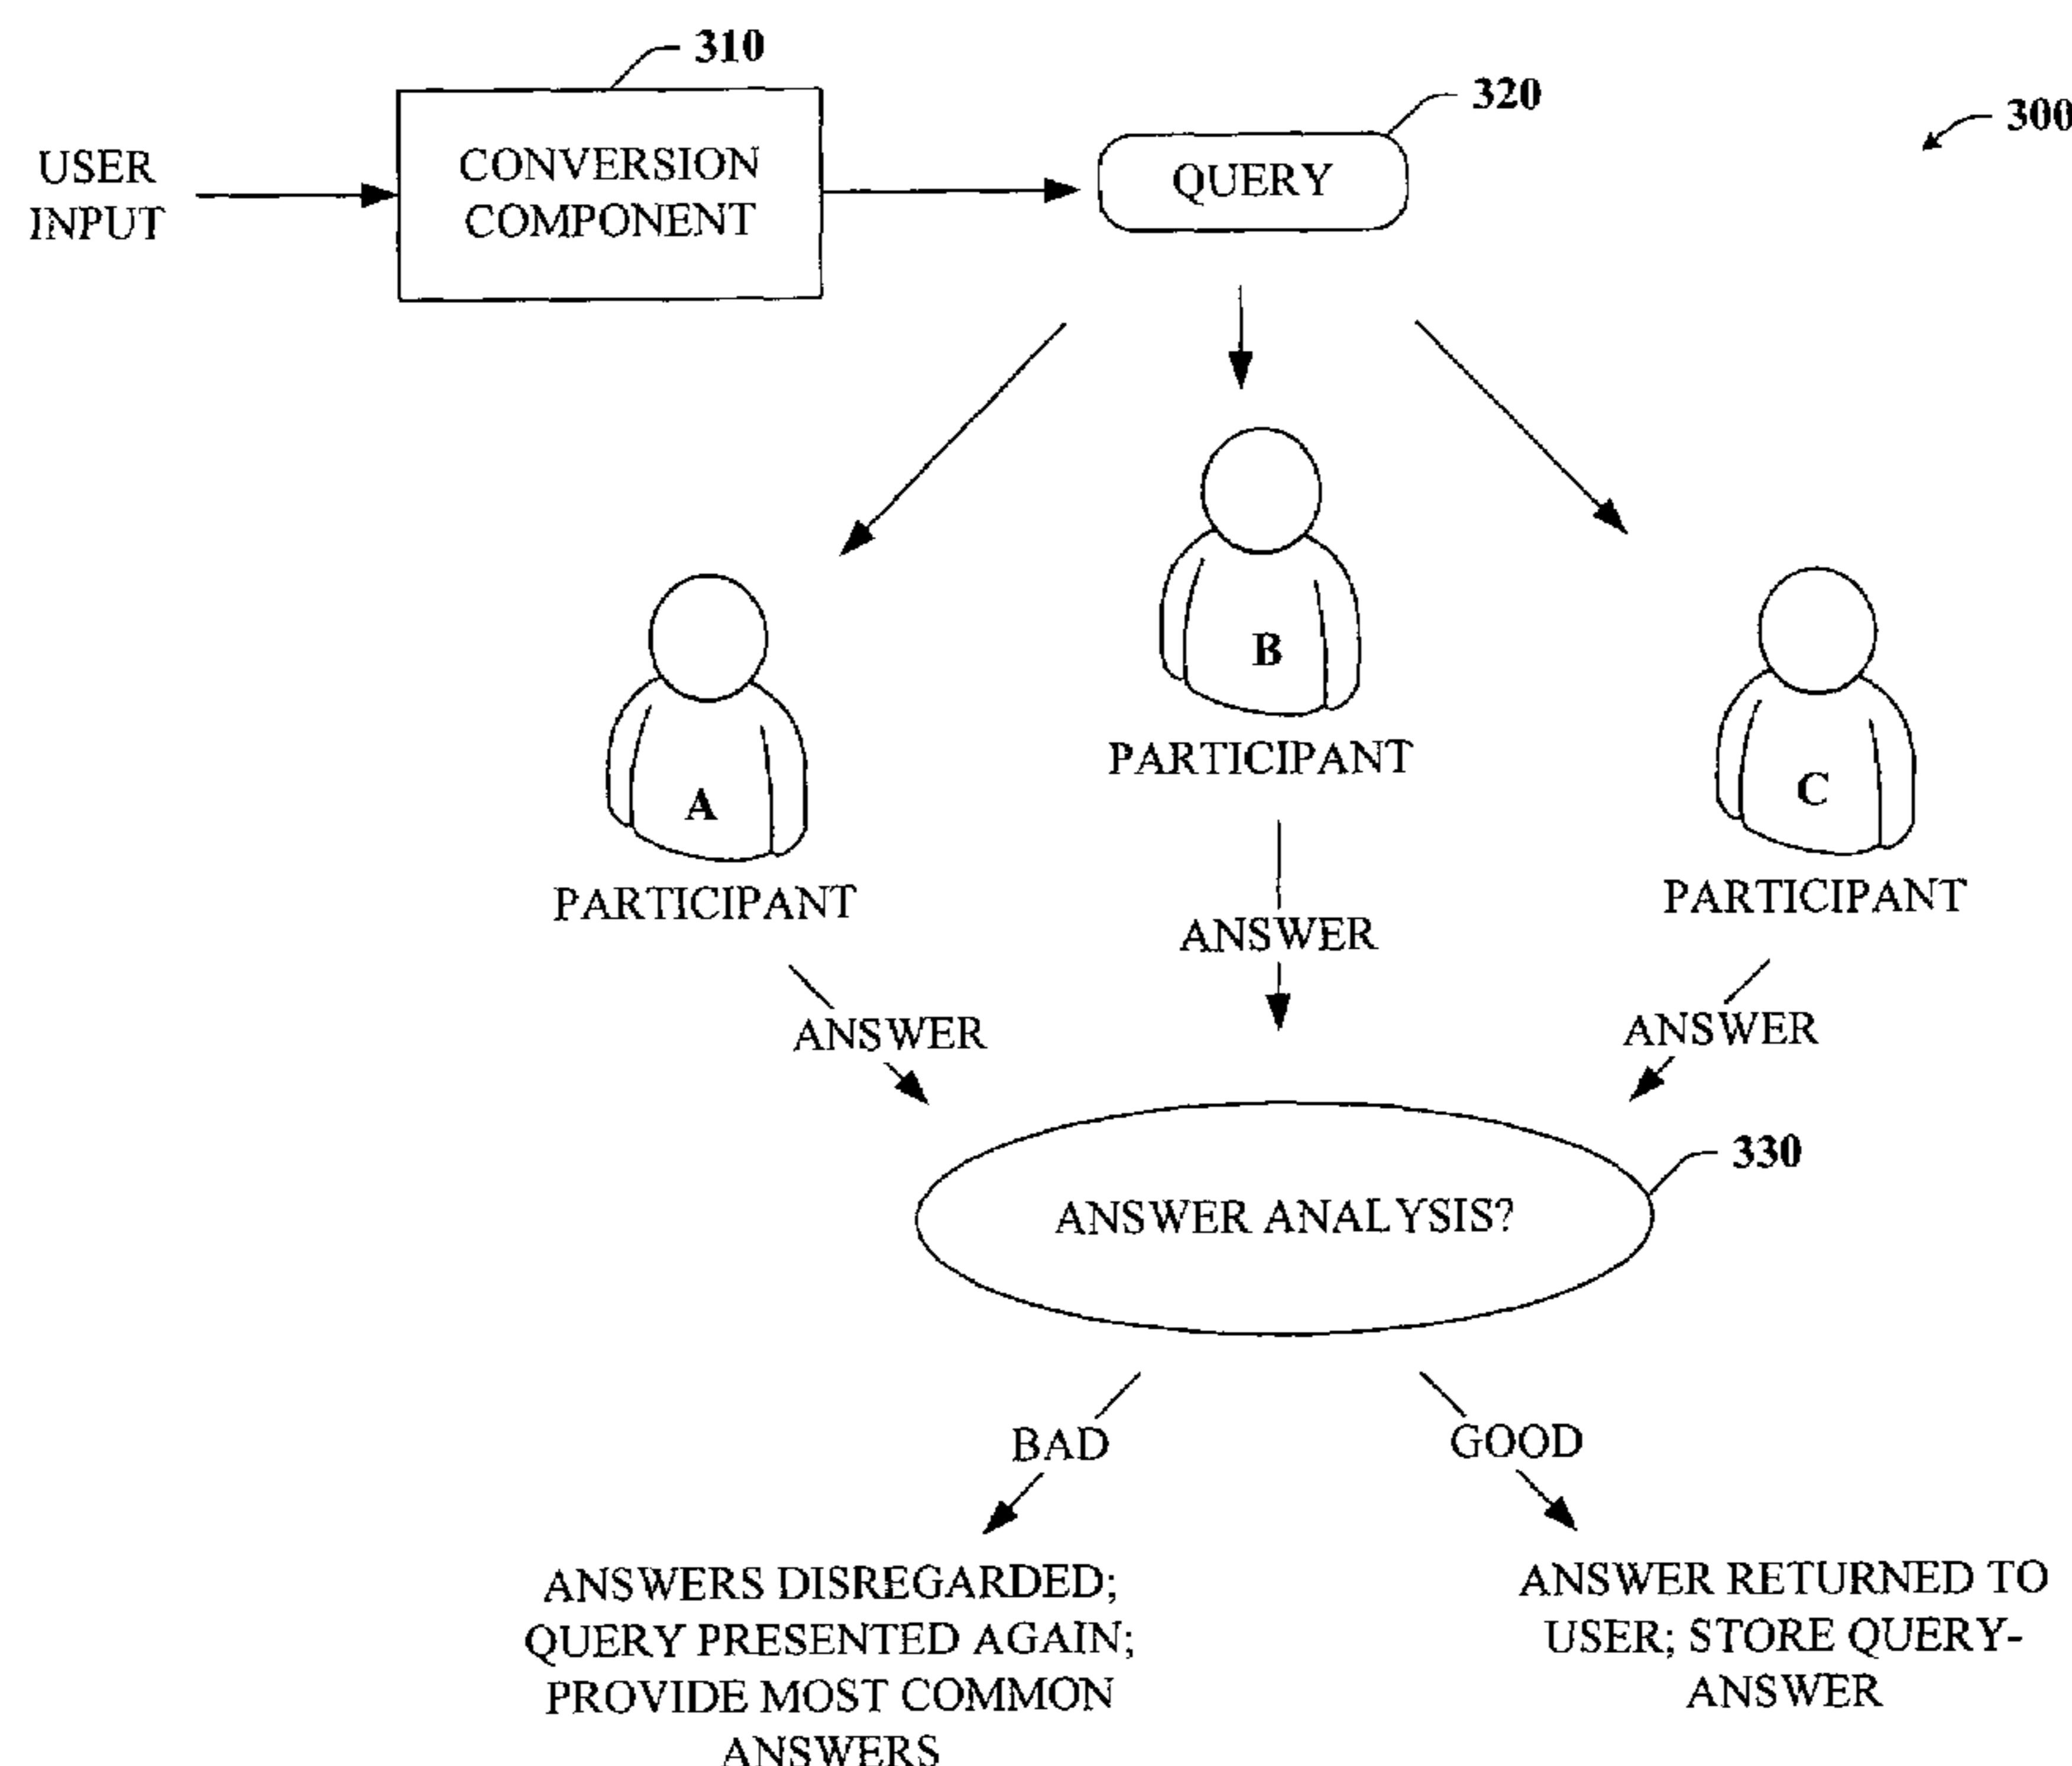 310
320
300
USER
INPUT
CONVERSION
COMPONENT
QUERY
B
PARTICIPANT
A
PARTICIPANT
C
PARTICIPANT
ANSWER
ANSWER
ANSWER
330
ANSWER ANALYSIS?
BAD
GOOD
ANSWERS DISREGARDED;
QUERY PRESENTED AGAIN;
PROVIDE MOST COMMON
ANSWERS
ANSWER RETURNED TO
USER; STORE QUERY-
ANSWER